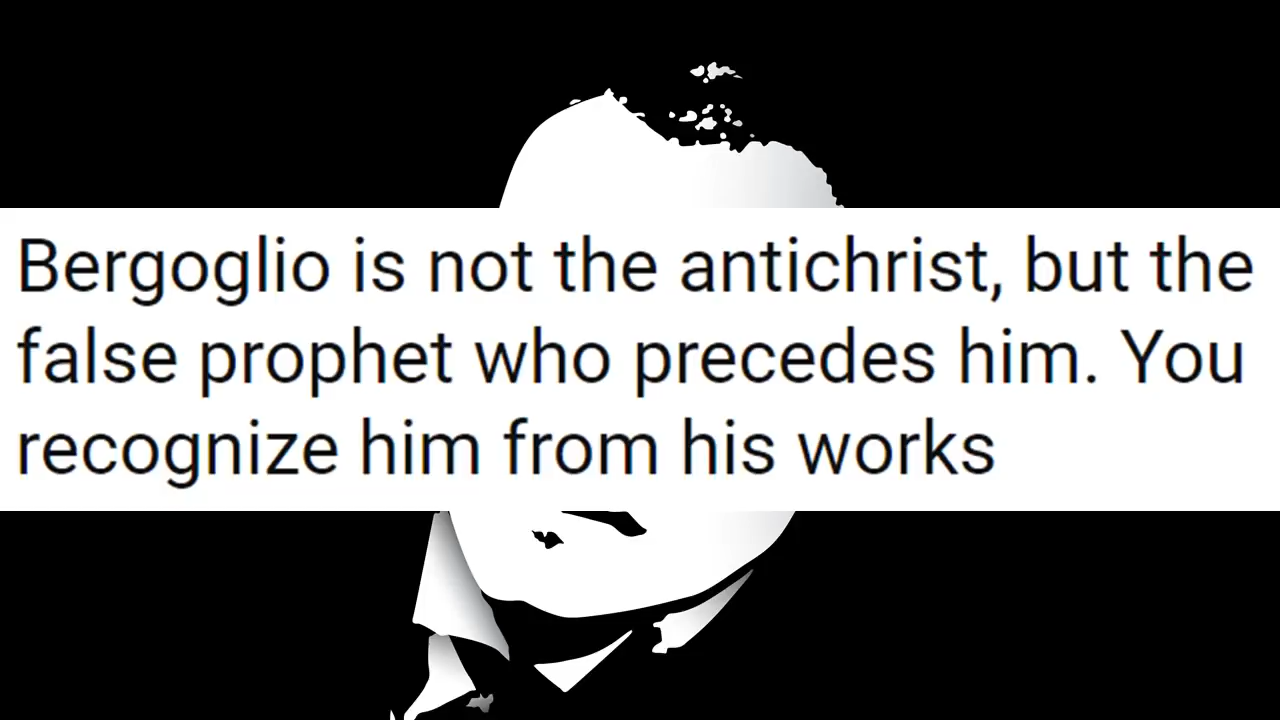 Bergoglio is not the antichrist, but the
false prophet who precedes him. You
recognize him from his works